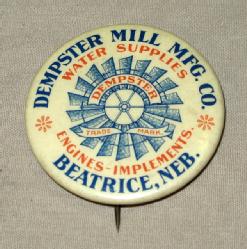 DEMPSTER MILL MFG. CO.
WATER SUPPLIES
DEMPSTER
TRADE MARK
ENGINES-IMPLEMENTS.
BEATRICE, NEB.